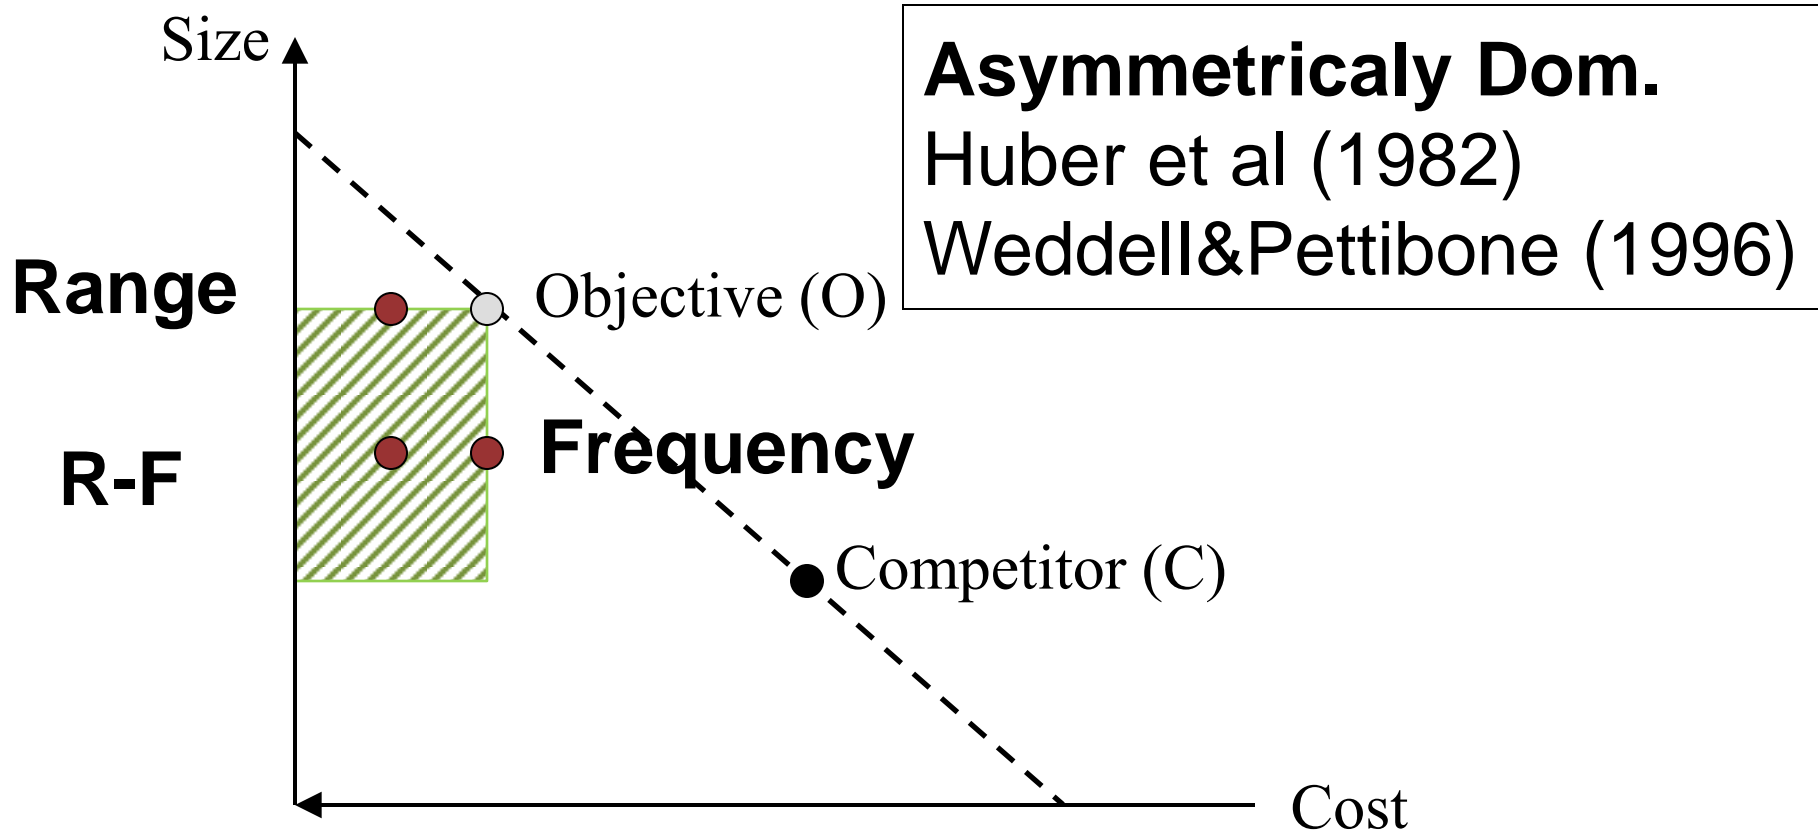 Size
Asymmetricaly Dom.
Huber et al (1982)
Weddell&Pettibone (1996)
Range
Objective (O)
R-F
Frequency
Competitor (C)
Cost